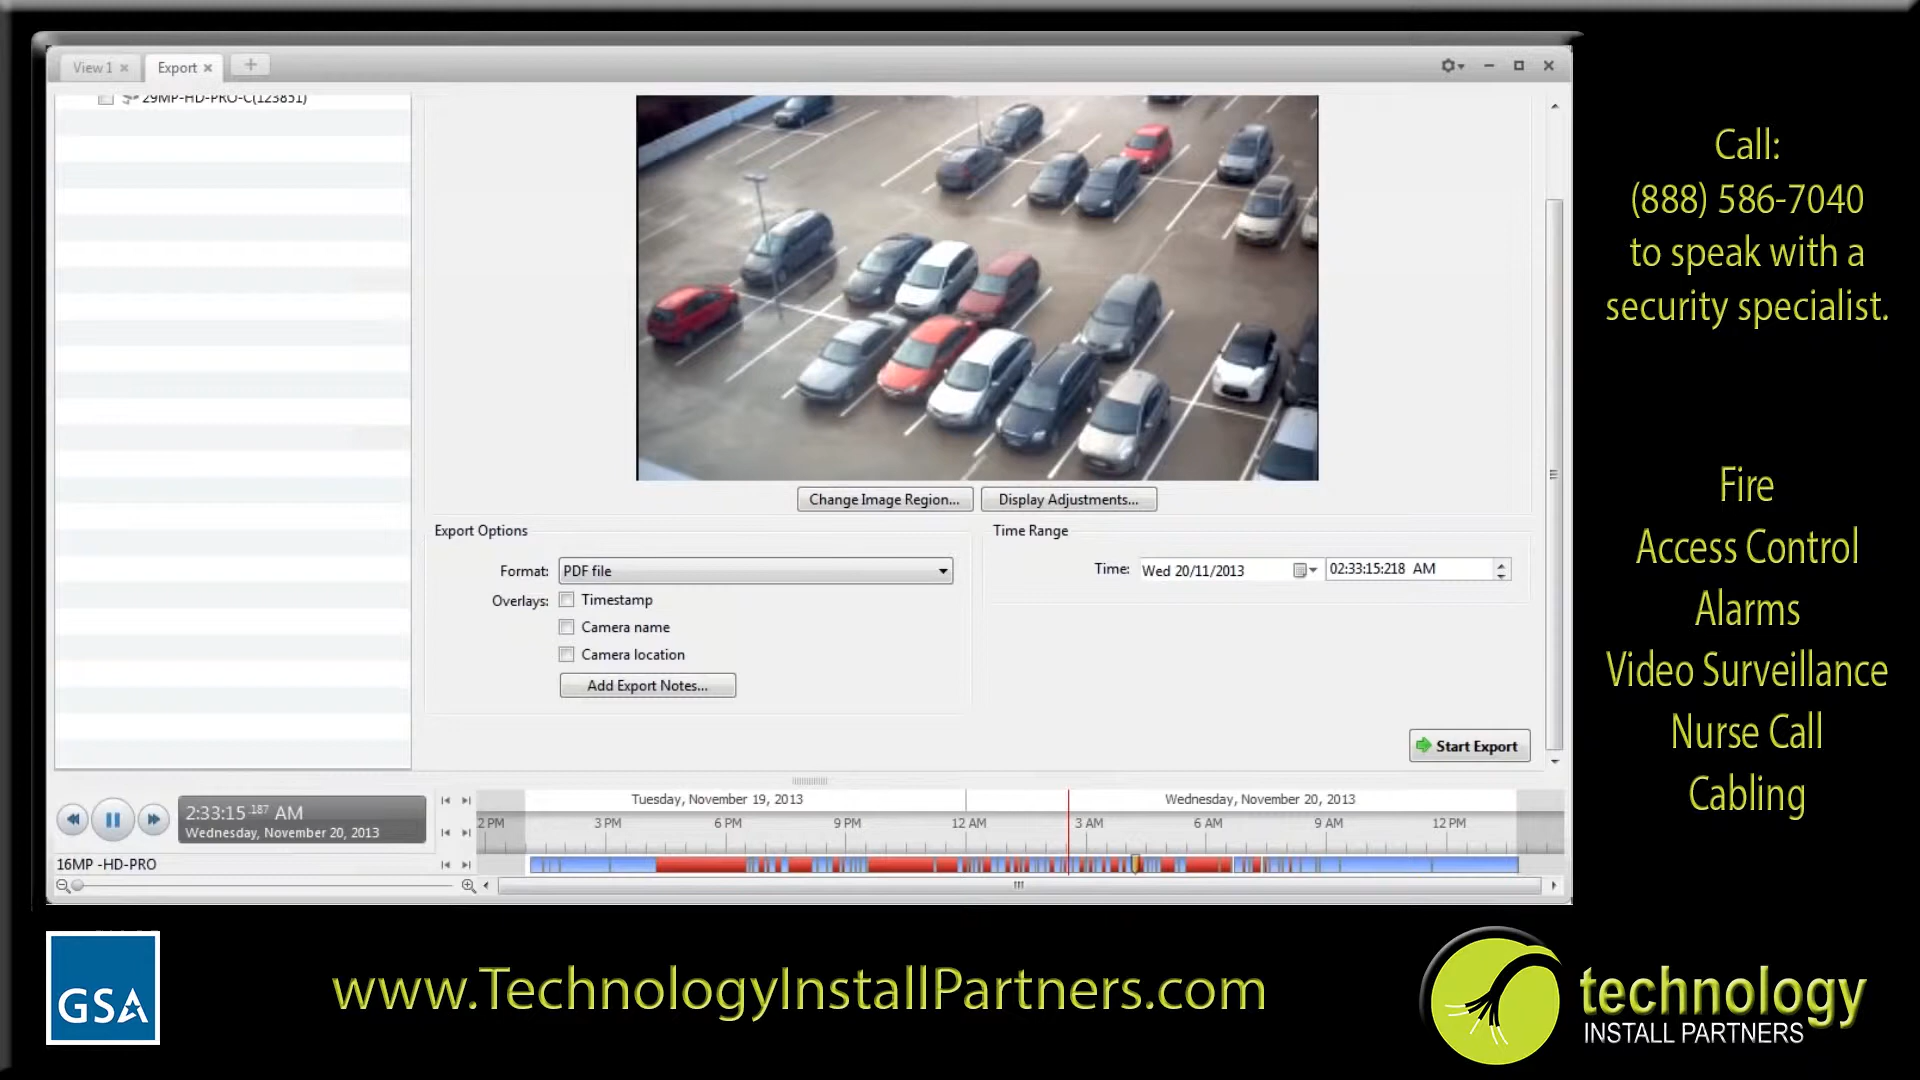 View 1
Export
29MP-HD-PRO-C(123851)
Change Image Region...
Display Adjustments...
Export Options
Format: PDF file
Overlays: Timestamp
Camera name
Camera location
Add Export Notes...
Time Range
Time: Wed 20/11/2013 02:33:15:218 AM
Start Export
2:33:15.187 AM
Wednesday, November 20, 2013
Tuesday, November 19, 2013
Wednesday, November 20, 2013
2 PM 3 PM 6 PM 9 PM 12 AM 3 AM 6 AM 9 AM 12 PM
16MP -HD-PRO
Call:
(888) 586-7040
to speak with a
security specialist.
Fire
Access Control
Alarms
Video Surveillance
Nurse Call
Cabling
GSA
www.TechnologyInstallPartners.com
technology
INSTALL PARTNERS